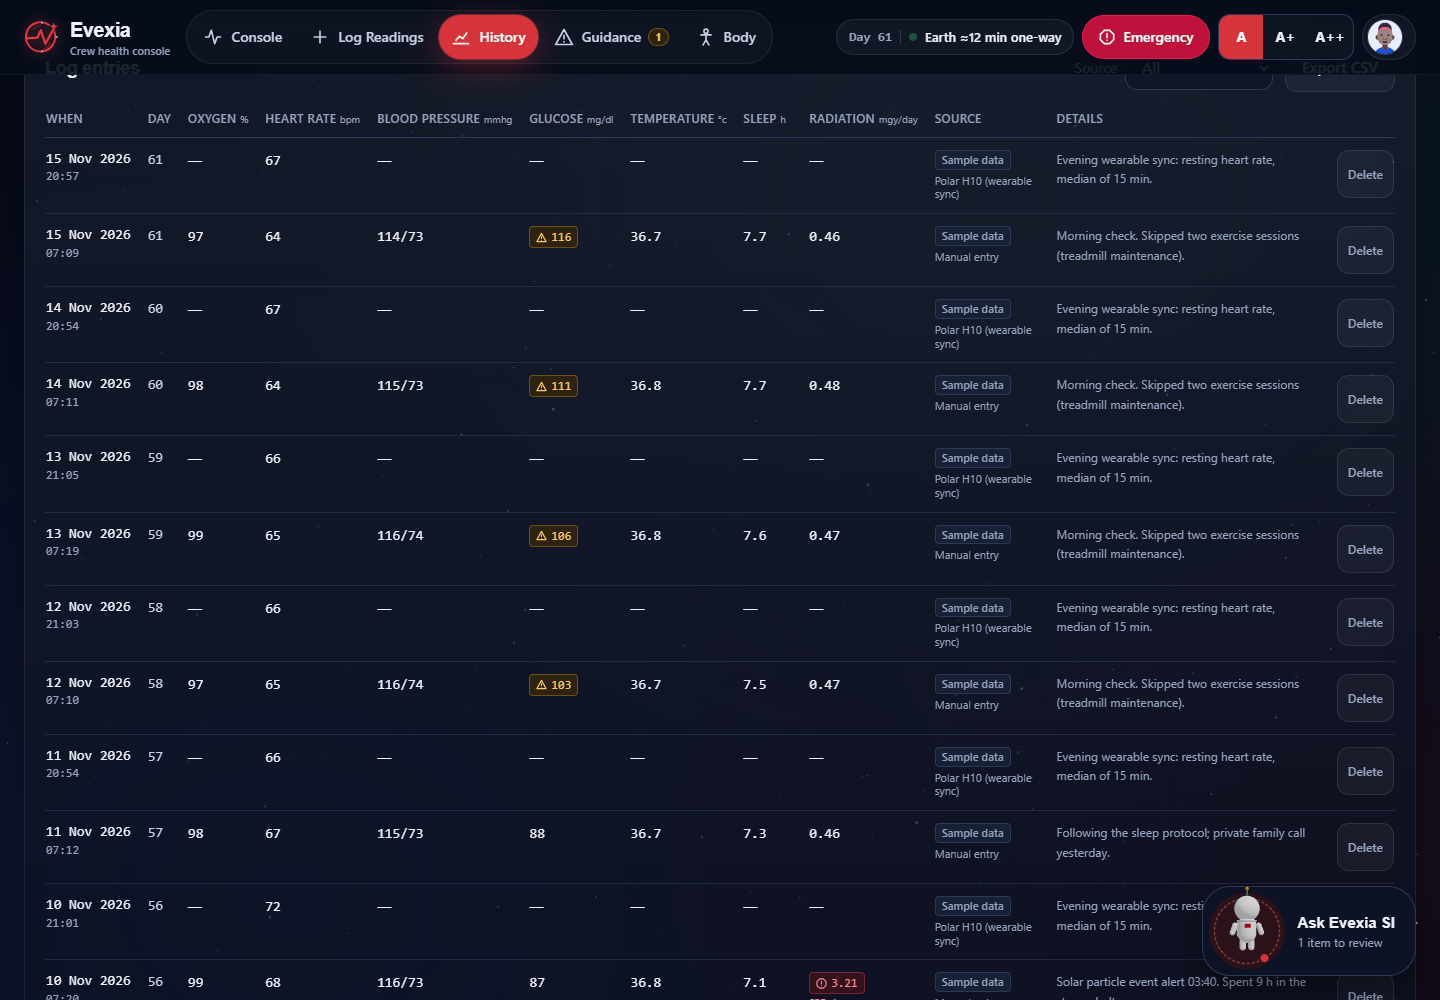 Evexia
Crew health console
Console
Log Readings
History
Guidance 1
Body
Day 61
Earth ≈12 min one-way
Emergency
A
A+
A++
Log entries
Source
All
Export CSV
WHEN DAY OXYGEN % HEART RATE bpm BLOOD PRESSURE mmhg GLUCOSE mg/dl TEMPERATURE °c SLEEP h RADIATION mgy/day SOURCE DETAILS
15 Nov 2026 61 — 67 — — — — — Sample data Evening wearable sync: resting heart rate, Delete
20:57 Polar H10 (wearable median of 15 min.
sync)
15 Nov 2026 61 97 64 114/73 116 36.7 7.7 0.46 Sample data Morning check. Skipped two exercise sessions Delete
07:09 Manual entry (treadmill maintenance).
14 Nov 2026 60 — 67 — — — — — Sample data Evening wearable sync: resting heart rate, Delete
20:54 Polar H10 (wearable median of 15 min.
sync)
14 Nov 2026 60 98 64 115/73 111 36.8 7.7 0.48 Sample data Morning check. Skipped two exercise sessions Delete
07:11 Manual entry (treadmill maintenance).
13 Nov 2026 59 — 66 — — — — — Sample data Evening wearable sync: resting heart rate, Delete
21:05 Polar H10 (wearable median of 15 min.
sync)
13 Nov 2026 59 99 65 116/74 106 36.8 7.6 0.47 Sample data Morning check. Skipped two exercise sessions Delete
07:19 Manual entry (treadmill maintenance).
12 Nov 2026 58 — 66 — — — — — Sample data Evening wearable sync: resting heart rate, Delete
21:03 Polar H10 (wearable median of 15 min.
sync)
12 Nov 2026 58 97 65 116/74 103 36.7 7.5 0.47 Sample data Morning check. Skipped two exercise sessions Delete
07:10 Manual entry (treadmill maintenance).
11 Nov 2026 57 — 66 — — — — — Sample data Evening wearable sync: resting heart rate, Delete
20:54 Polar H10 (wearable median of 15 min.
sync)
11 Nov 2026 57 98 67 115/73 88 36.7 7.3 0.46 Sample data Following the sleep protocol; private family call Delete
07:12 Manual entry yesterday.
10 Nov 2026 56 — 72 — — — — — Sample data Evening wearable sync:
21:01 Polar H10 (wearable median of 15 min.
sync)
Ask Evexia SI
1 item to review
10 Nov 2026 56 99 68 116/73 87 36.8 7.1 3.21 Sample data Solar particle event alert 03:40. Spent 9 h in the Delete